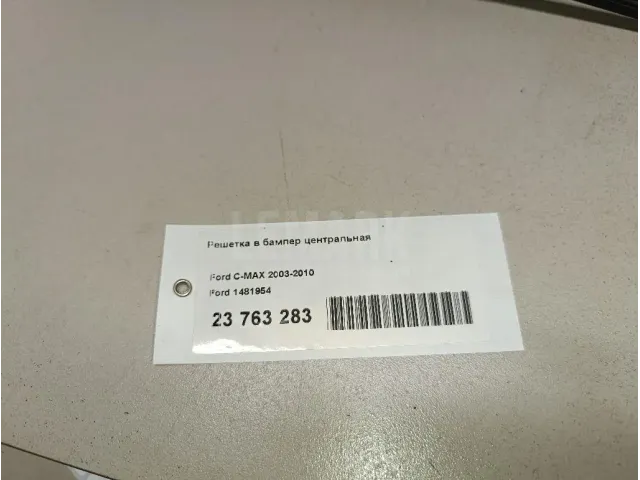 Решетка в бампер центральная
Ford C-MAX 2003-2010
Ford 1481954
23 763 283